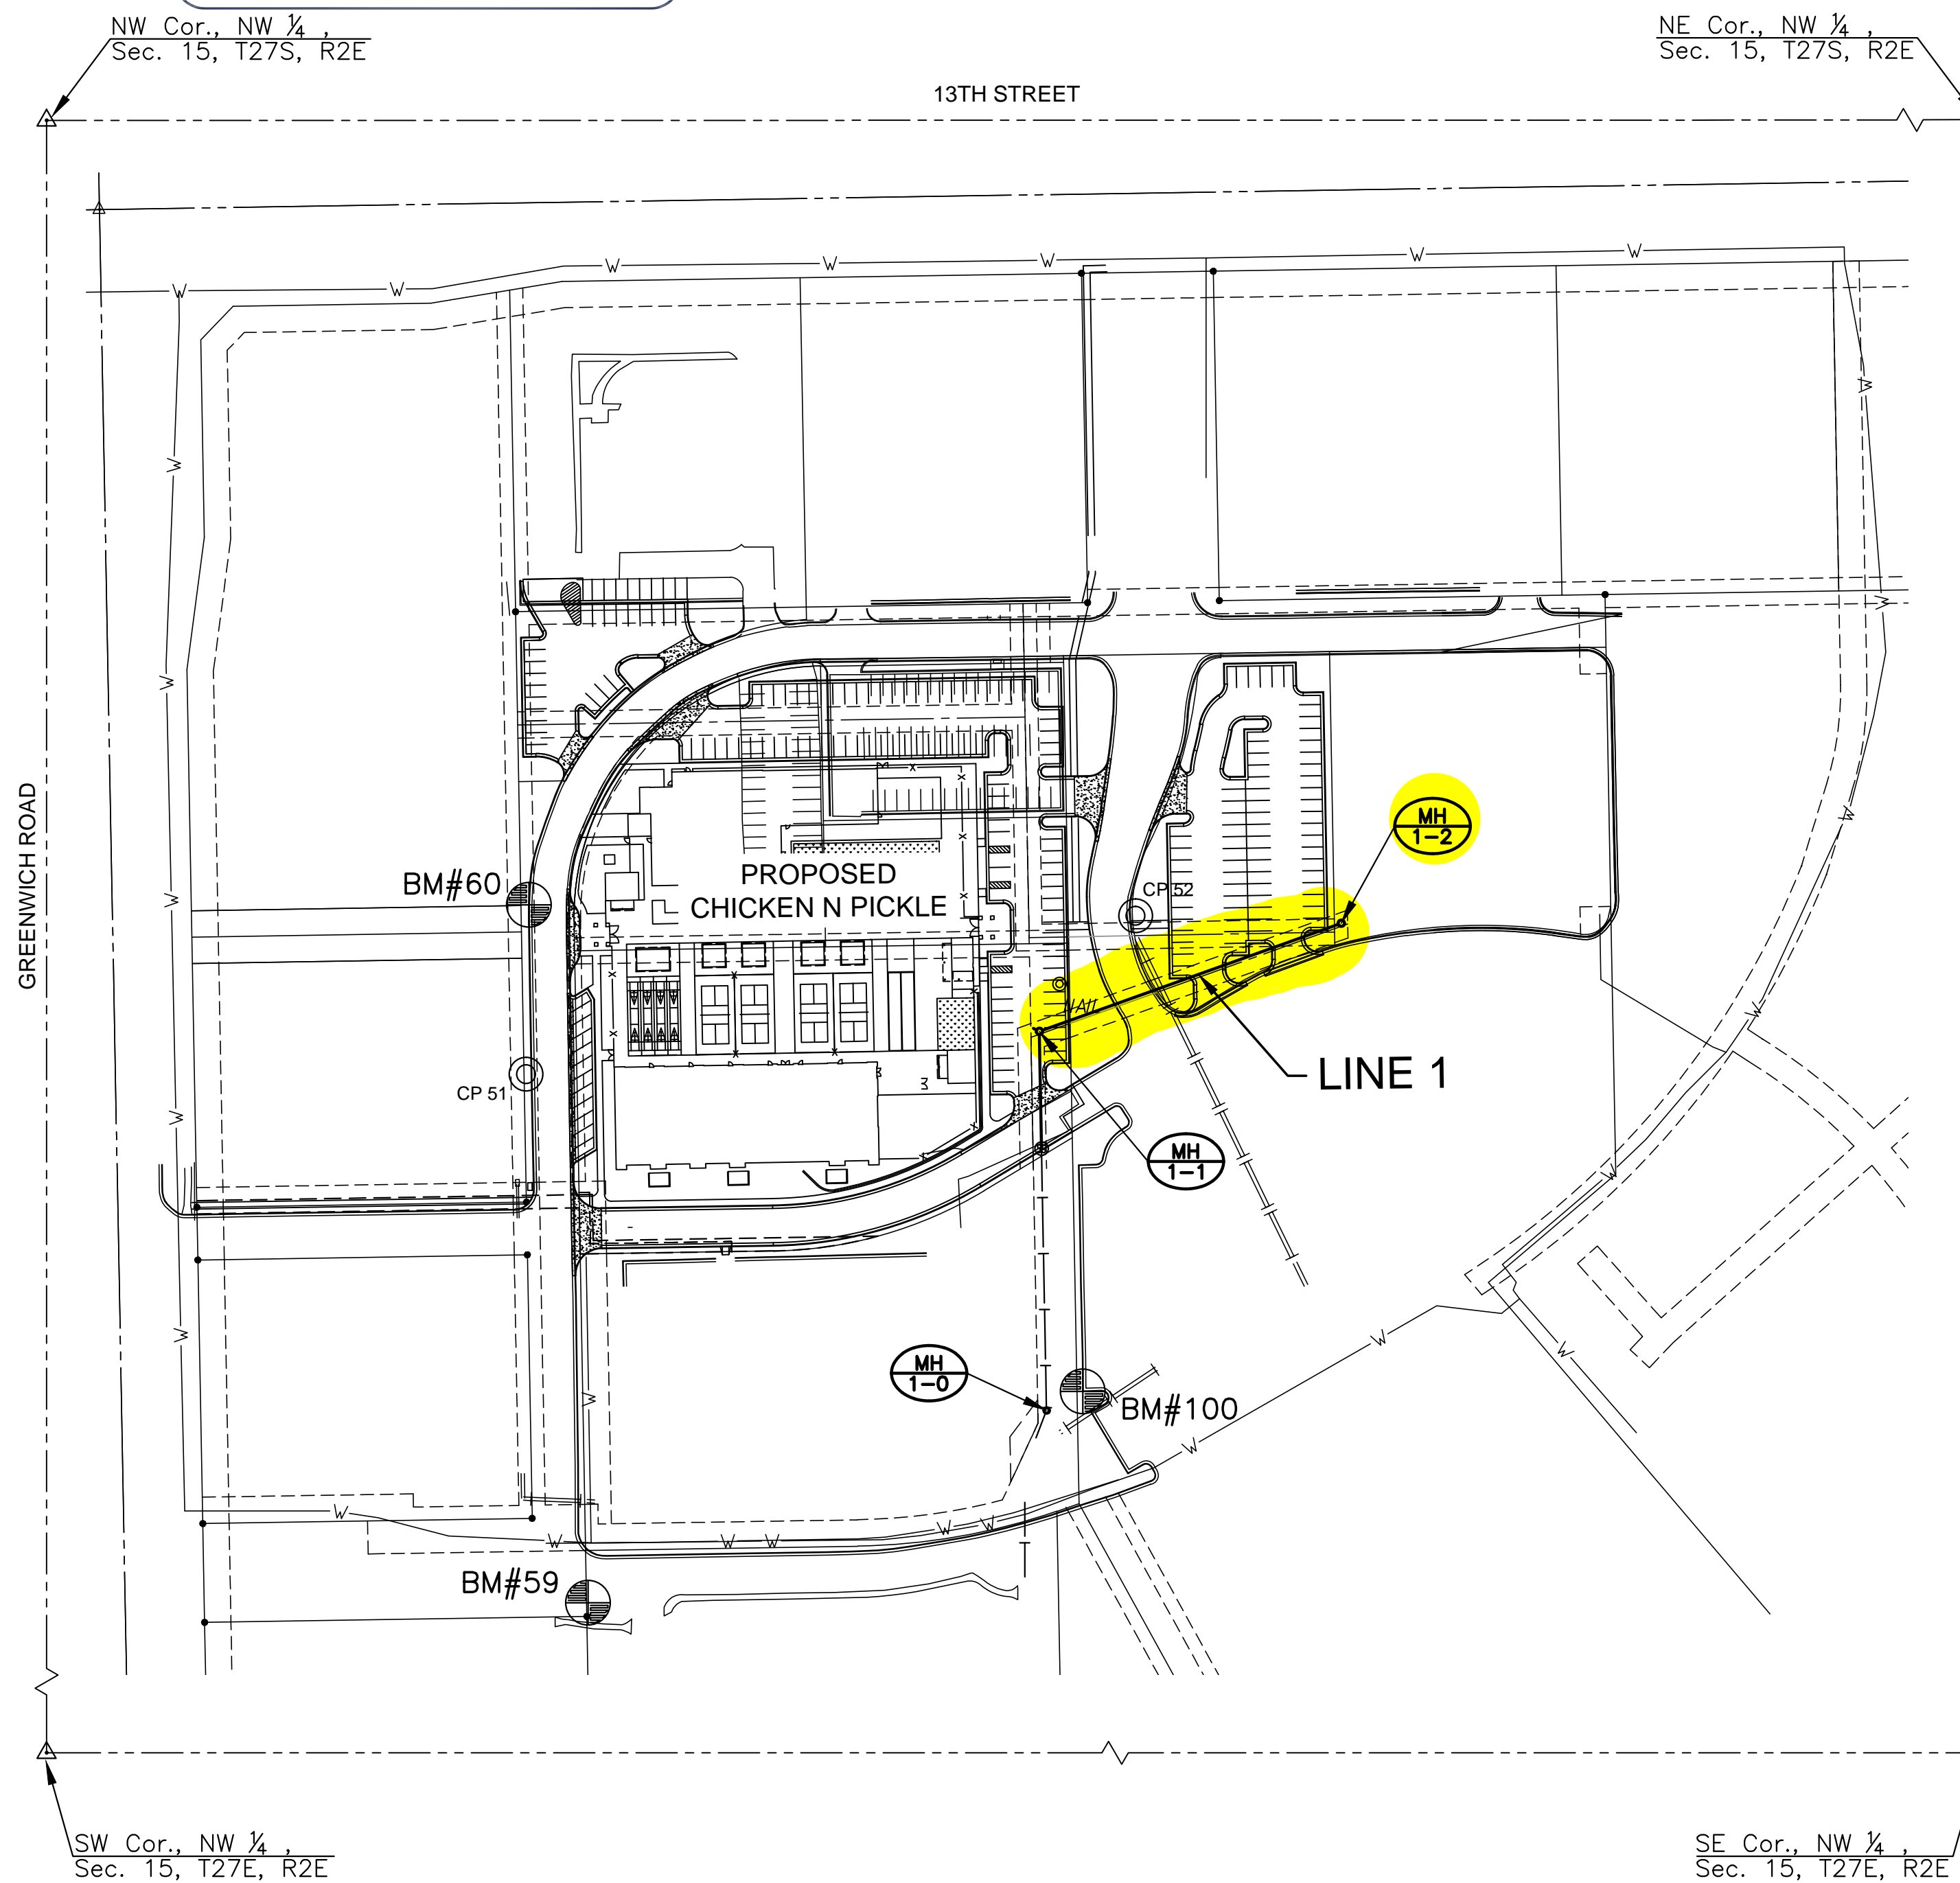 NW Cor., NW ¼ ,
Sec. 15, T27S, R2E
NE Cor., NW ¼ ,
Sec. 15, T27S, R2E
13TH STREET
W W W W W
W W
W
W
W
W
GREENWICH ROAD
MH
1-2
PROPOSED
CHICKEN N PICKLE
BM#60
CP 52
W
W
W
LINE 1
CP 51
MH
1-1
W
W
W
W
W
W
MH
1-0
BM#100
W
W
W W W W W W
BM#59
SW Cor., NW ¼ ,
Sec. 15, T27E, R2E
SE Cor., NW ¼ ,
Sec. 15, T27E, R2E